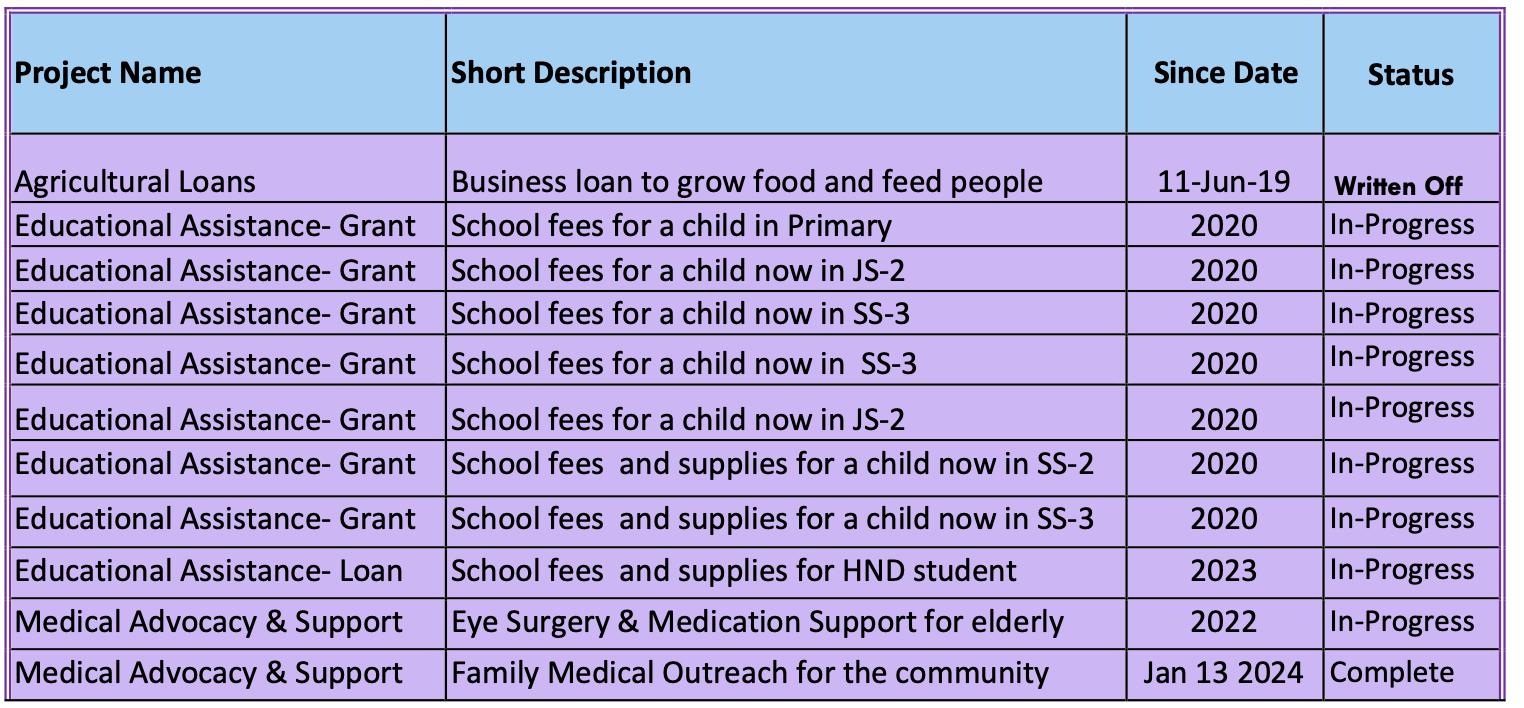 Project Name Short Description Since Date Status
Agricultural Loans Business loan to grow food and feed people 11-Jun-19 Written Off
Educational Assistance- Grant School fees for a child in Primary 2020 In-Progress
Educational Assistance- Grant School fees for a child now in JS-2 2020 In-Progress
Educational Assistance- Grant School fees for a child now in SS-3 2020 In-Progress
Educational Assistance- Grant School fees for a child now in  SS-3 2020 In-Progress
Educational Assistance- Grant School fees for a child now in JS-2 2020 In-Progress
Educational Assistance- Grant School fees  and supplies for a child now in SS-2 2020 In-Progress
Educational Assistance- Grant School fees  and supplies for a child now in SS-3 2020 In-Progress
Educational Assistance- Loan School fees  and supplies for HND student 2023 In-Progress
Medical Advocacy & Support Eye Surgery & Medication Support for elderly 2022 In-Progress
Medical Advocacy & Support Family Medical Outreach for the community Jan 13 2024 Complete